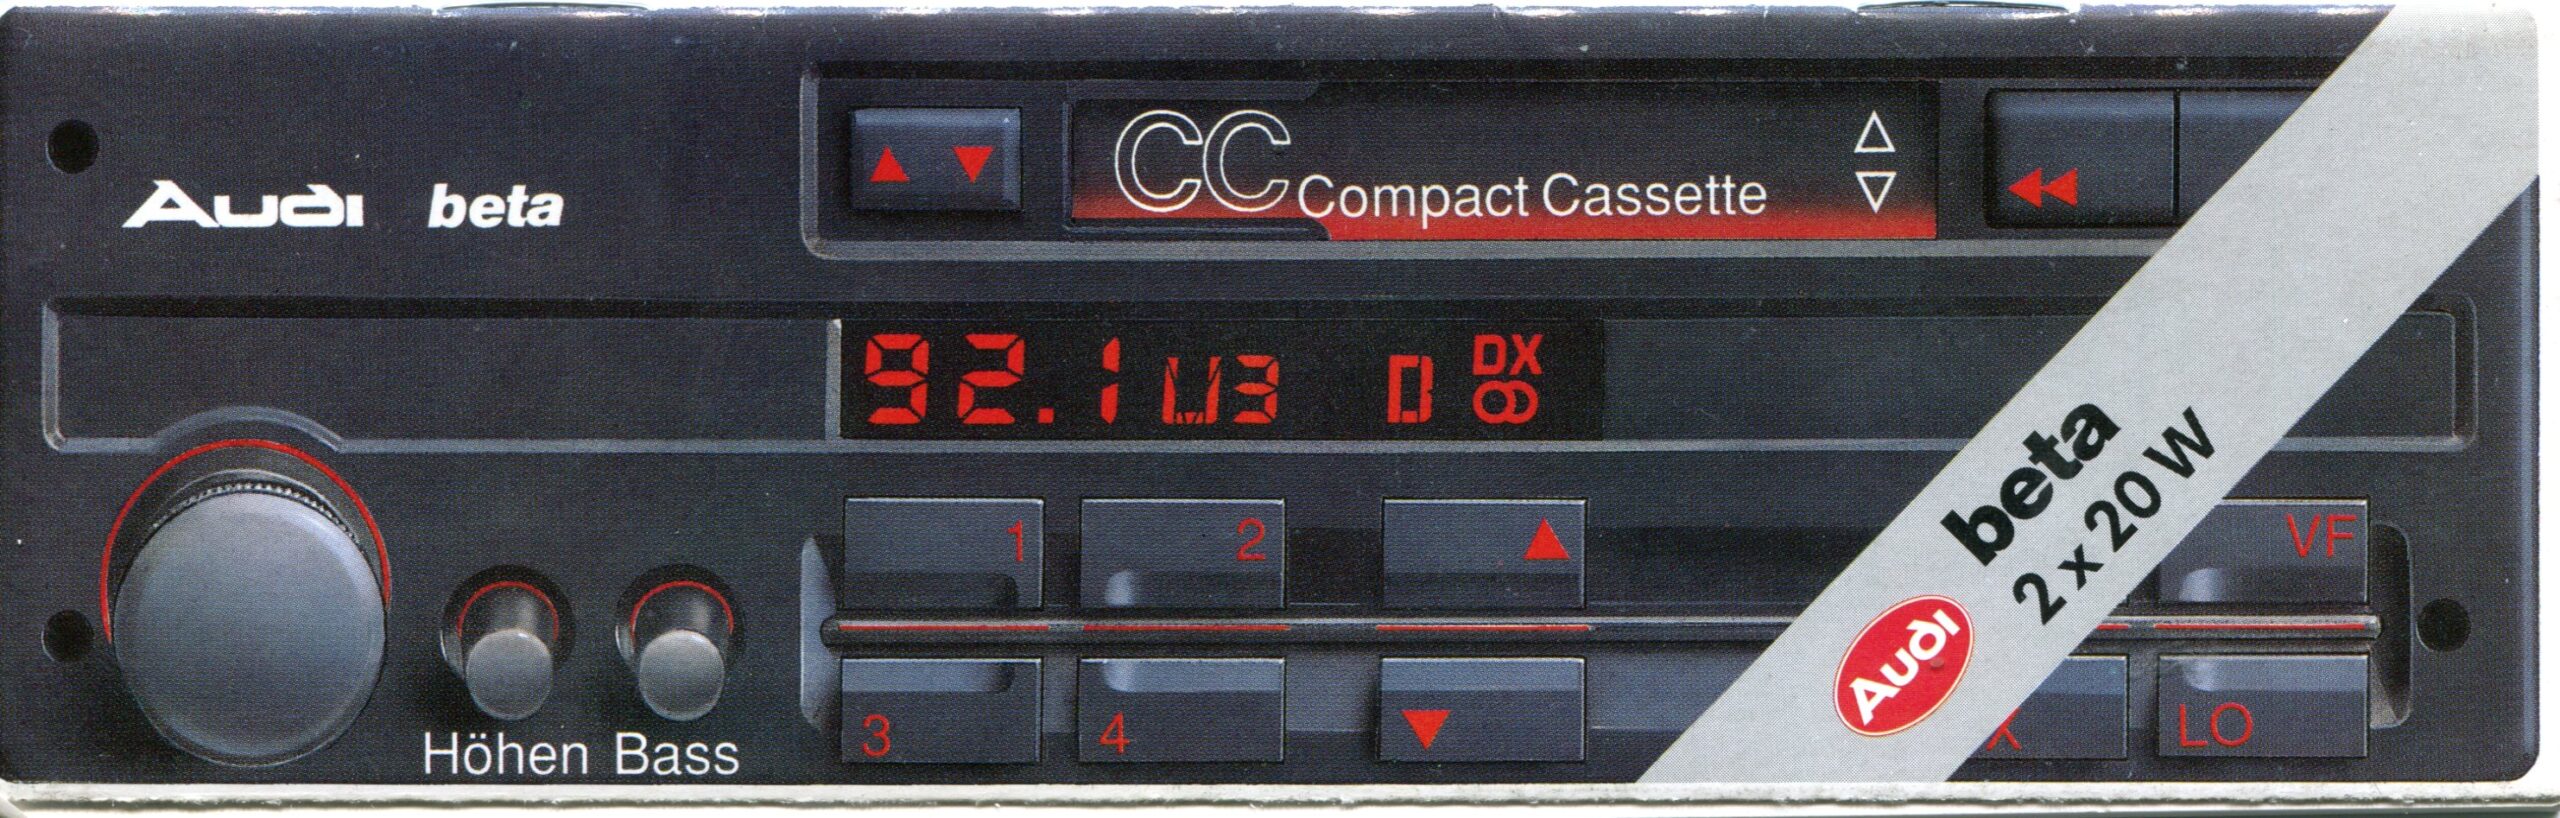 Audi beta
CC Compact Cassette
92.1 U3 D DX
1 2
3 4
Höhen Bass
VF
X LO
beta
2 x 20 W
Audi